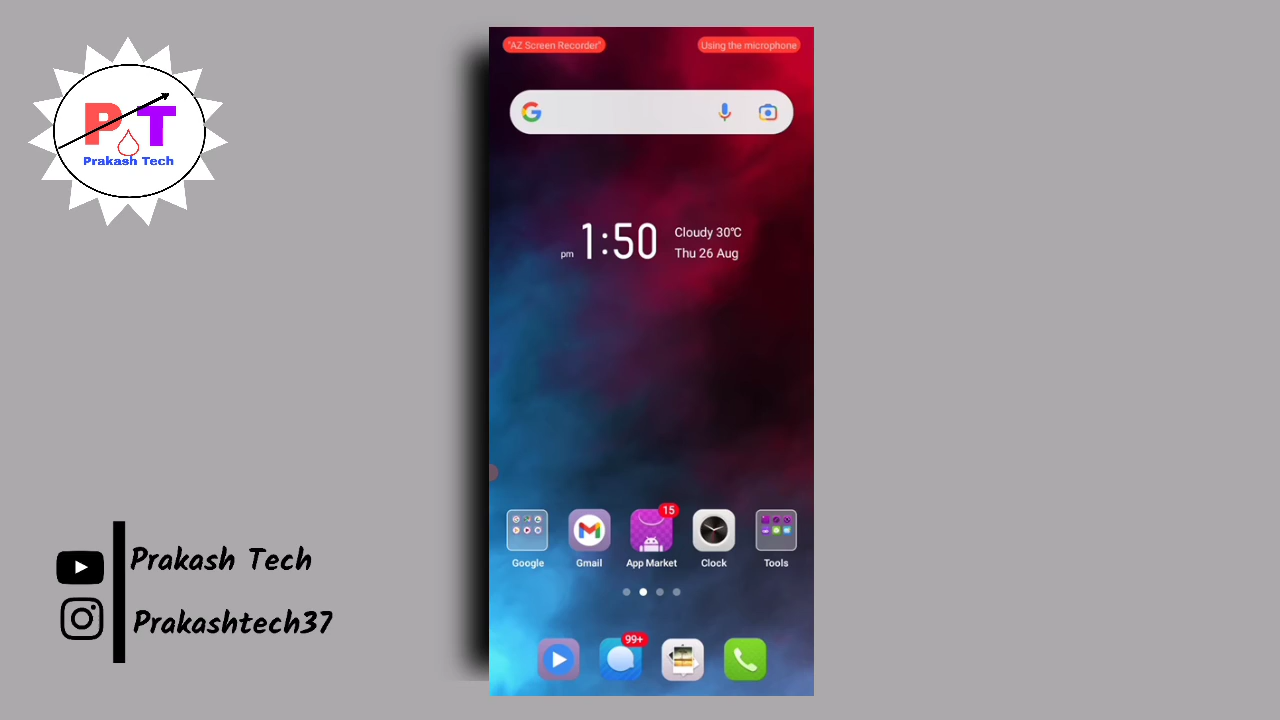 P T
Prakash Tech
"AZ Screen Recorder"
Using the microphone
pm 1:50
Cloudy 30℃
Thu 26 Aug
15
Google
Gmail
App Market
Clock
Tools
99+
Prakash Tech
Prakashtech37